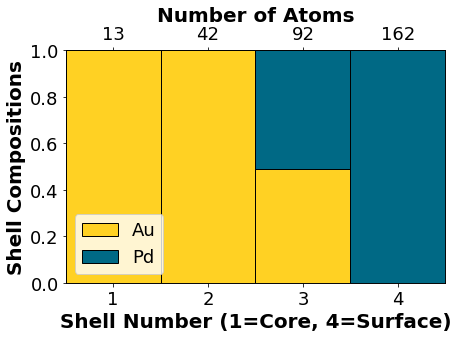 Number of Atoms
13 42 92 162
Shell Compositions
1.0
0.8
0.6
0.4
0.2
0.0
Au
Pd
1 2 3 4
Shell Number (1=Core, 4=Surface)